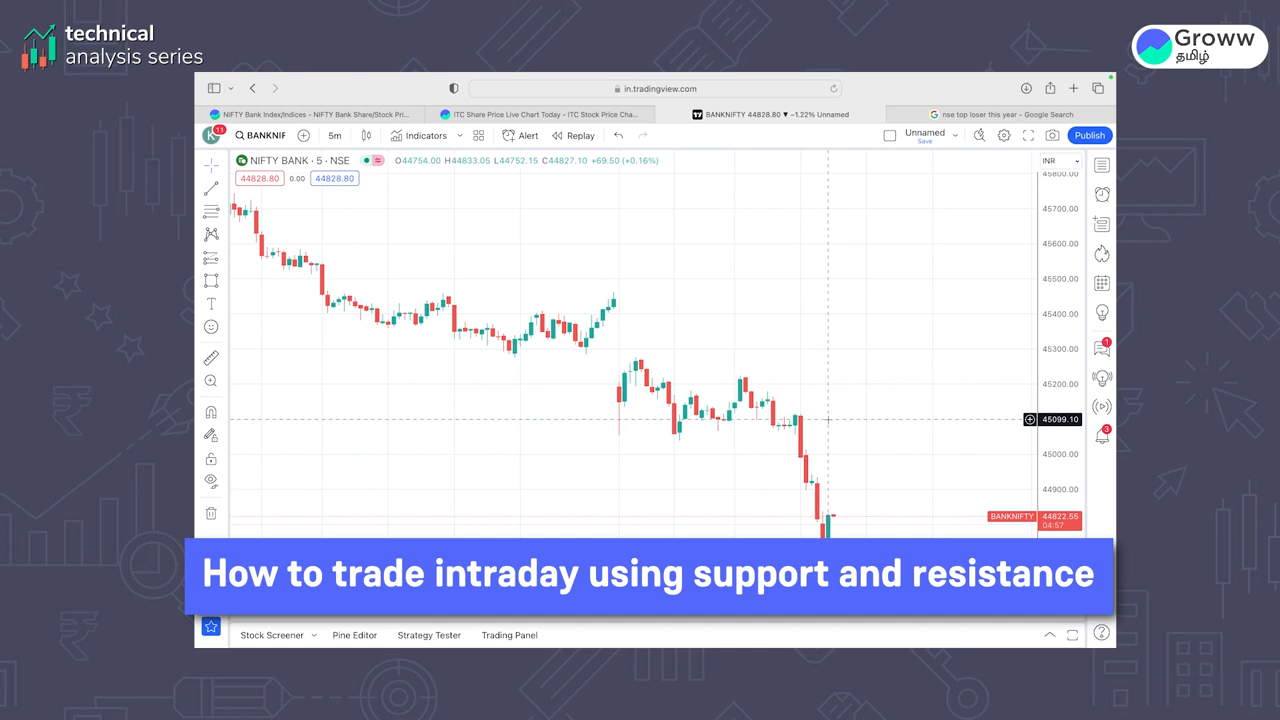 technical
analysis series
Groww
தமிழ்
in.tradingview.com
NIFTY Bank Index/Indices - NIFTY Bank Share/Stock Pri...
ITC Share Price Live Chart Today - ITC Stock Price Cha...
BANKNIFTY 44828.80 ▼ −1.22% Unnamed
nse top loser this year - Google Search
K 11
BANKNIF
5m
Indicators
Alert
Replay
Unnamed
Save
Publish
NIFTY BANK · 5 · NSE
O44754.00 H44833.05 L44752.15 C44827.10 +69.50 (+0.16%)
INR
44828.80 0.00 44828.80
45800.00
45700.00
45600.00
45500.00
45400.00
45300.00
45200.00
45099.10
45000.00
44900.00
BANKNIFTY 44822.55
04:57
1
3
How to trade intraday using support and resistance
Stock Screener
Pine Editor
Strategy Tester
Trading Panel